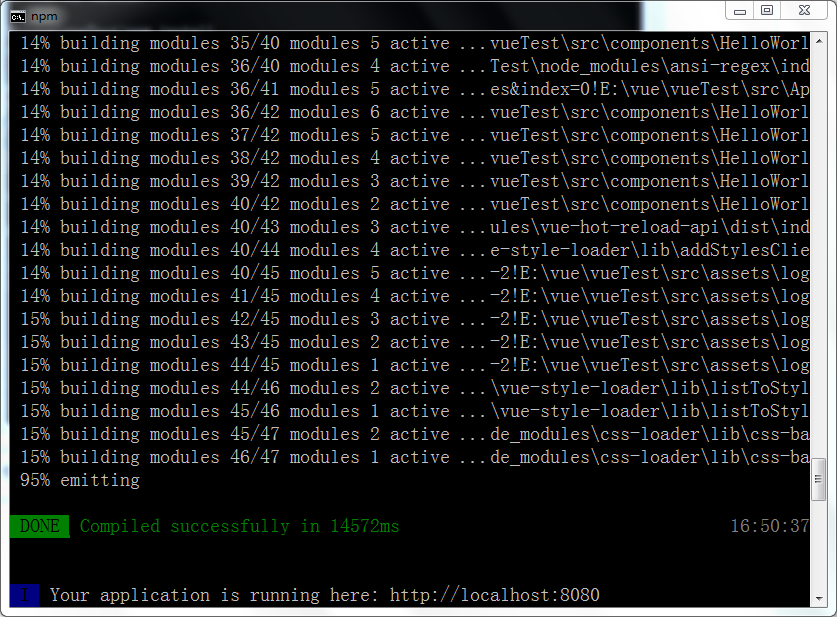 npm
14% building modules 35/40 modules 5 active ...vueTest\src\components\HelloWorl
14% building modules 36/40 modules 4 active ...Test\node_modules\ansi-regex\ind
14% building modules 36/41 modules 5 active ...es&index=0!E:\vue\vueTest\src\Ap
14% building modules 36/42 modules 6 active ...vueTest\src\components\HelloWorl
14% building modules 37/42 modules 5 active ...vueTest\src\components\HelloWorl
14% building modules 38/42 modules 4 active ...vueTest\src\components\HelloWorl
14% building modules 39/42 modules 3 active ...vueTest\src\components\HelloWorl
14% building modules 40/42 modules 2 active ...vueTest\src\components\HelloWorl
14% building modules 40/43 modules 3 active ...ules\vue-hot-reload-api\dist\ind
14% building modules 40/44 modules 4 active ...e-style-loader\lib\addStylesClie
14% building modules 40/45 modules 5 active ...-2!E:\vue\vueTest\src\assets\log
14% building modules 41/45 modules 4 active ...-2!E:\vue\vueTest\src\assets\log
15% building modules 42/45 modules 3 active ...-2!E:\vue\vueTest\src\assets\log
15% building modules 43/45 modules 2 active ...-2!E:\vue\vueTest\src\assets\log
15% building modules 44/45 modules 1 active ...-2!E:\vue\vueTest\src\assets\log
15% building modules 44/46 modules 2 active ...\vue-style-loader\lib\listToStyl
15% building modules 45/46 modules 1 active ...\vue-style-loader\lib\listToStyl
15% building modules 45/47 modules 2 active ...de_modules\css-loader\lib\css-ba
15% building modules 46/47 modules 1 active ...de_modules\css-loader\lib\css-ba
95% emitting
DONE Compiled successfully in 14572ms 16:50:37
I Your application is running here: http://localhost:8080